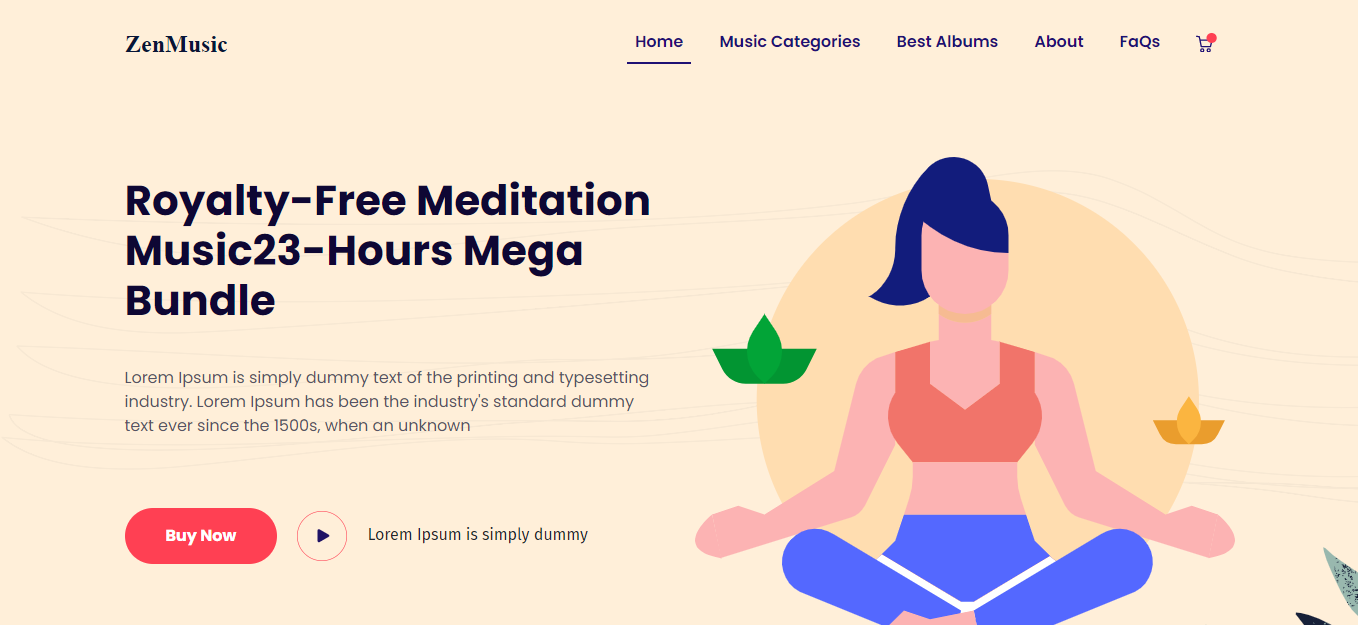 ZenMusic
Home Music Categories Best Albums About FaQs
Royalty-Free Meditation
Music23-Hours Mega
Bundle
Lorem Ipsum is simply dummy text of the printing and typesetting
industry. Lorem Ipsum has been the industry's standard dummy
text ever since the 1500s, when an unknown
Buy Now
Lorem Ipsum is simply dummy